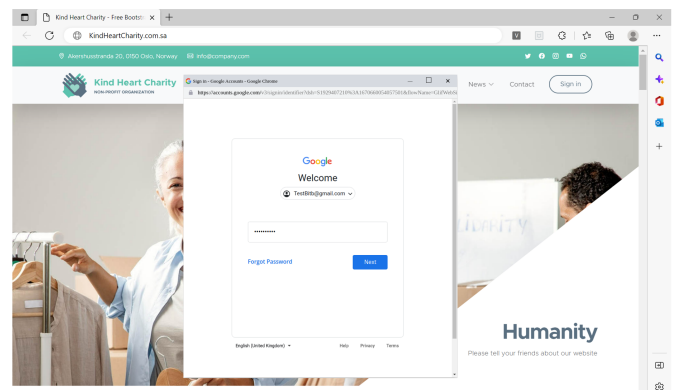 Kind Heart Charity - Free Bootst
KindHeartCharity.com.sa
Akershusstranda 20, 0150 Oslo, Norway
info@company.com
Kind Heart Charity
NON-PROFIT ORGANIZATION
News
Contact
Sign in
Sign in - Google Accounts - Google Chrome
https://accounts.google.com
Google
Welcome
TestBitb@gmail.com
Forgot Password
Next
English (United Kingdom)
Help
Privacy
Terms
Humanity
Please tell your friends about our website